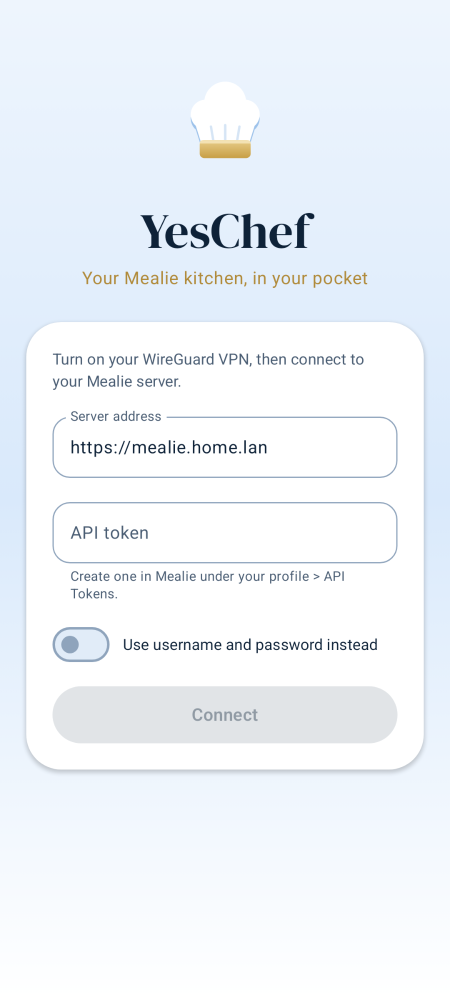 YesChef
Your Mealie kitchen, in your pocket
Turn on your WireGuard VPN, then connect to
your Mealie server.
Server address
https://mealie.home.lan
API token
Create one in Mealie under your profile > API
Tokens.
Use username and password instead
Connect